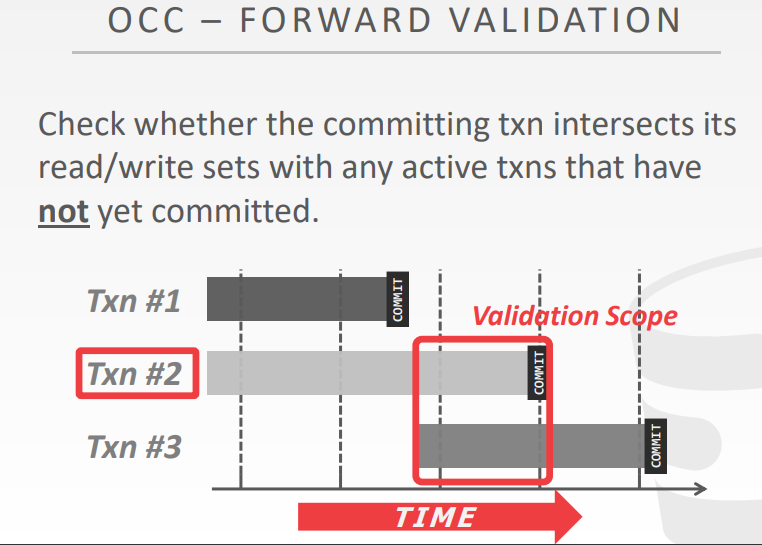 OCC – FORWARD VALIDATION
Check whether the committing txn intersects its
read/write sets with any active txns that have
not yet committed.
Txn #1
COMMIT
Validation Scope
Txn #2
COMMIT
Txn #3
COMMIT
TIME